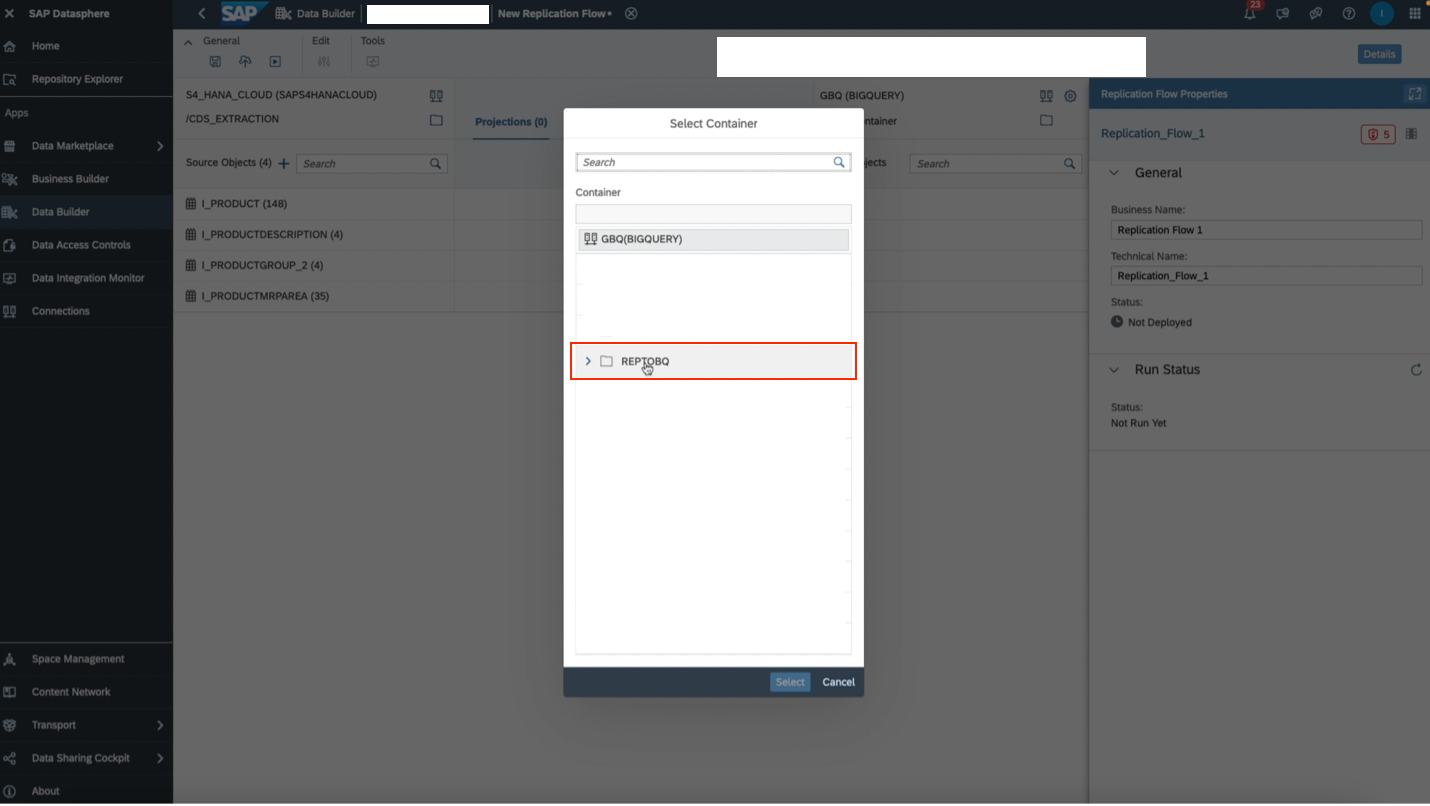 SAP Datasphere
SAP Data Builder New Replication Flow*
23
I
Home
Repository Explorer
Apps
Data Marketplace
Business Builder
Data Builder
Data Access Controls
Data Integration Monitor
Connections
Space Management
Content Network
Transport
Data Sharing Cockpit
About
General Edit Tools
Details
S4_HANA_CLOUD (SAPS4HANACLOUD)
/CDS_EXTRACTION
Projections (0)
GBQ (BIGQUERY)
ntainer
Source Objects (4) Search
jects Search
I_PRODUCT (148)
I_PRODUCTDESCRIPTION (4)
I_PRODUCTGROUP_2 (4)
I_PRODUCTMRPAREA (35)
Select Container
Search
Container
GBQ(BIGQUERY)
REPTOBQ
Select Cancel
Replication Flow Properties
Replication_Flow_1 5
General
Business Name:
Replication Flow 1
Technical Name:
Replication_Flow_1
Status:
Not Deployed
Run Status
Status:
Not Run Yet